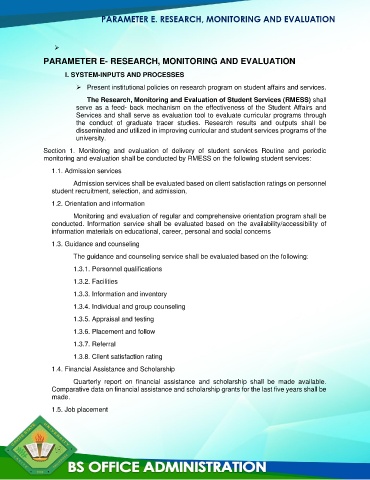 PARAMETER E. RESEARCH, MONITORING AND EVALUATION
➢
PARAMETER E- RESEARCH, MONITORING AND EVALUATION
I. SYSTEM-INPUTS AND PROCESSES
➢ Present institutional policies on research program on student affairs and services.
The Research, Monitoring and Evaluation of Student Services (RMESS) shall
serve as a feed- back mechanism on the effectiveness of the Student Affairs and
Services and shall serve as evaluation tool to evaluate curricular programs through
the conduct of graduate tracer studies. Research results and outputs shall be
disseminated and utilized in improving curricular and student services programs of the
university.
Section 1. Monitoring and evaluation of delivery of student services Routine and periodic
monitoring and evaluation shall be conducted by RMESS on the following student services:
1.1. Admission services
Admission services shall be evaluated based on client satisfaction ratings on personnel
student recruitment, selection, and admission.
1.2. Orientation and information
Monitoring and evaluation of regular and comprehensive orientation program shall be
conducted. Information service shall be evaluated based on the availability/accessibility of
information materials on educational, career, personal and social concerns
1.3. Guidance and counseling
The guidance and counseling service shall be evaluated based on the following:
1.3.1. Personnel qualifications
1.3.2. Facilities
1.3.3. Information and inventory
1.3.4. Individual and group counseling
1.3.5. Appraisal and testing
1.3.6. Placement and follow
1.3.7. Referral
1.3.8. Client satisfaction rating
1.4. Financial Assistance and Scholarship
Quarterly report on financial assistance and scholarship shall be made available.
Comparative data on financial assistance and scholarship grants for the last five years shall be
made.
1.5. Job placement
BS OFFICE ADMINISTRATION